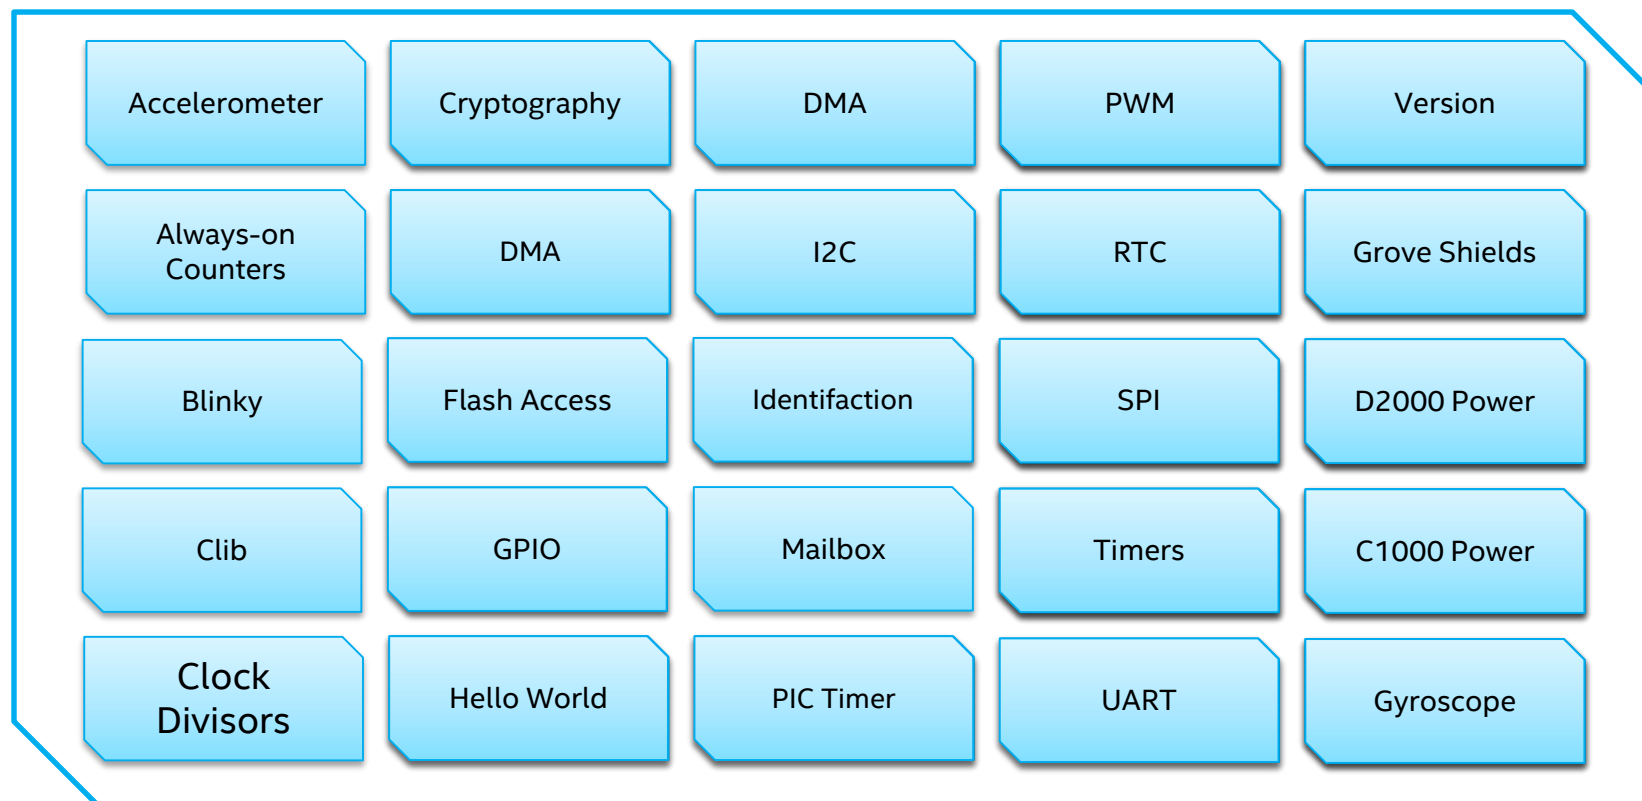 Accelerometer
Cryptography
DMA
PWM
Version
Always-on
Counters
DMA
I2C
RTC
Grove Shields
Blinky
Flash Access
Identifaction
SPI
D2000 Power
Clib
GPIO
Mailbox
Timers
C1000 Power
Clock
Divisors
Hello World
PIC Timer
UART
Gyroscope